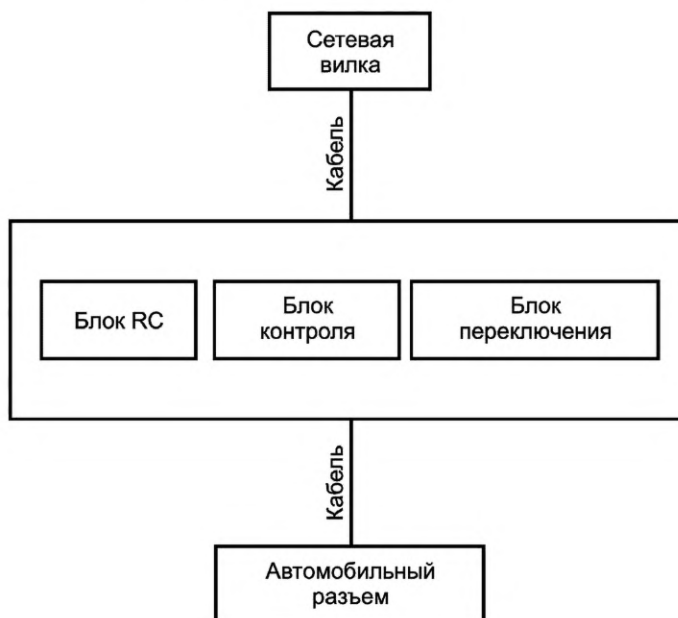 Сетевая
вилка
Кабель
Блок RC
Блок
контроля
Блок
переключения
Кабель
Автомобильный
разъем